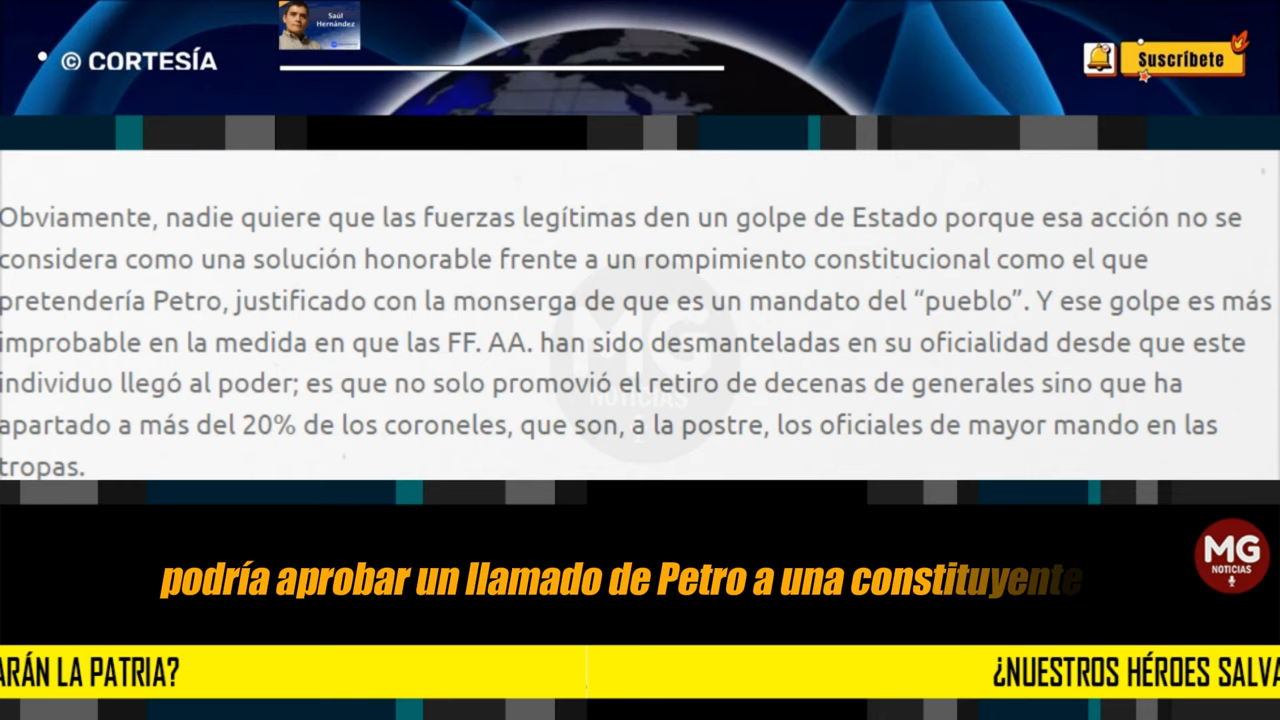 Saúl
Hernández
© CORTESÍA
Suscríbete
Obviamente, nadie quiere que las fuerzas legítimas den un golpe de Estado porque esa acción no se
considera como una solución honorable frente a un rompimiento constitucional como el que
pretendería Petro, justificado con la monserga de que es un mandato del “pueblo”. Y ese golpe es más
improbable en la medida en que las FF. AA. han sido desmanteladas en su oficialidad desde que este
individuo llegó al poder; es que no solo promovió el retiro de decenas de generales sino que ha
apartado a más del 20% de los coroneles, que son, a la postre, los oficiales de mayor mando en las
tropas.
MG
NOTICIAS
podría aprobar un llamado de Petro a una constituyente
MG
NOTICIAS
ARÁN LA PATRIA?
¿NUESTROS HÉROES SALVA